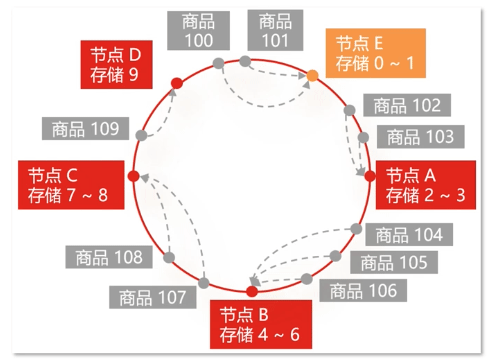 商品
100
商品
101
节点 E
存储 0 ~ 1
节点 D
存储 9
商品 102
商品 109
商品 103
节点 C
存储 7 ~ 8
节点 A
存储 2 ~ 3
商品 104
商品 108
商品 105
商品 107
商品 106
节点 B
存储 4 ~ 6